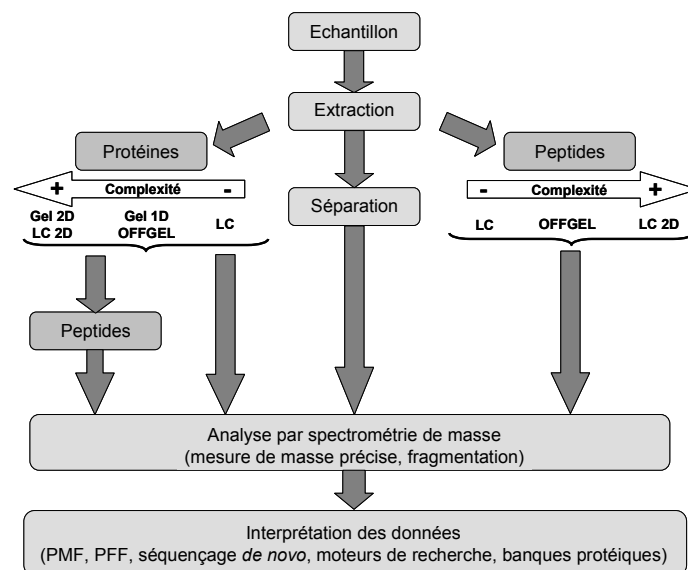 Echantillon
Extraction
Protéines
Peptides
+ Complexité -
- Complexité +
Séparation
Gel 2D Gel 1D LC
LC 2D OFFGEL
LC OFFGEL LC 2D
Peptides
Analyse par spectrométrie de masse
(mesure de masse précise, fragmentation)
Interprétation des données
(PMF, PFF, séquençage de novo, moteurs de recherche, banques protéiques)